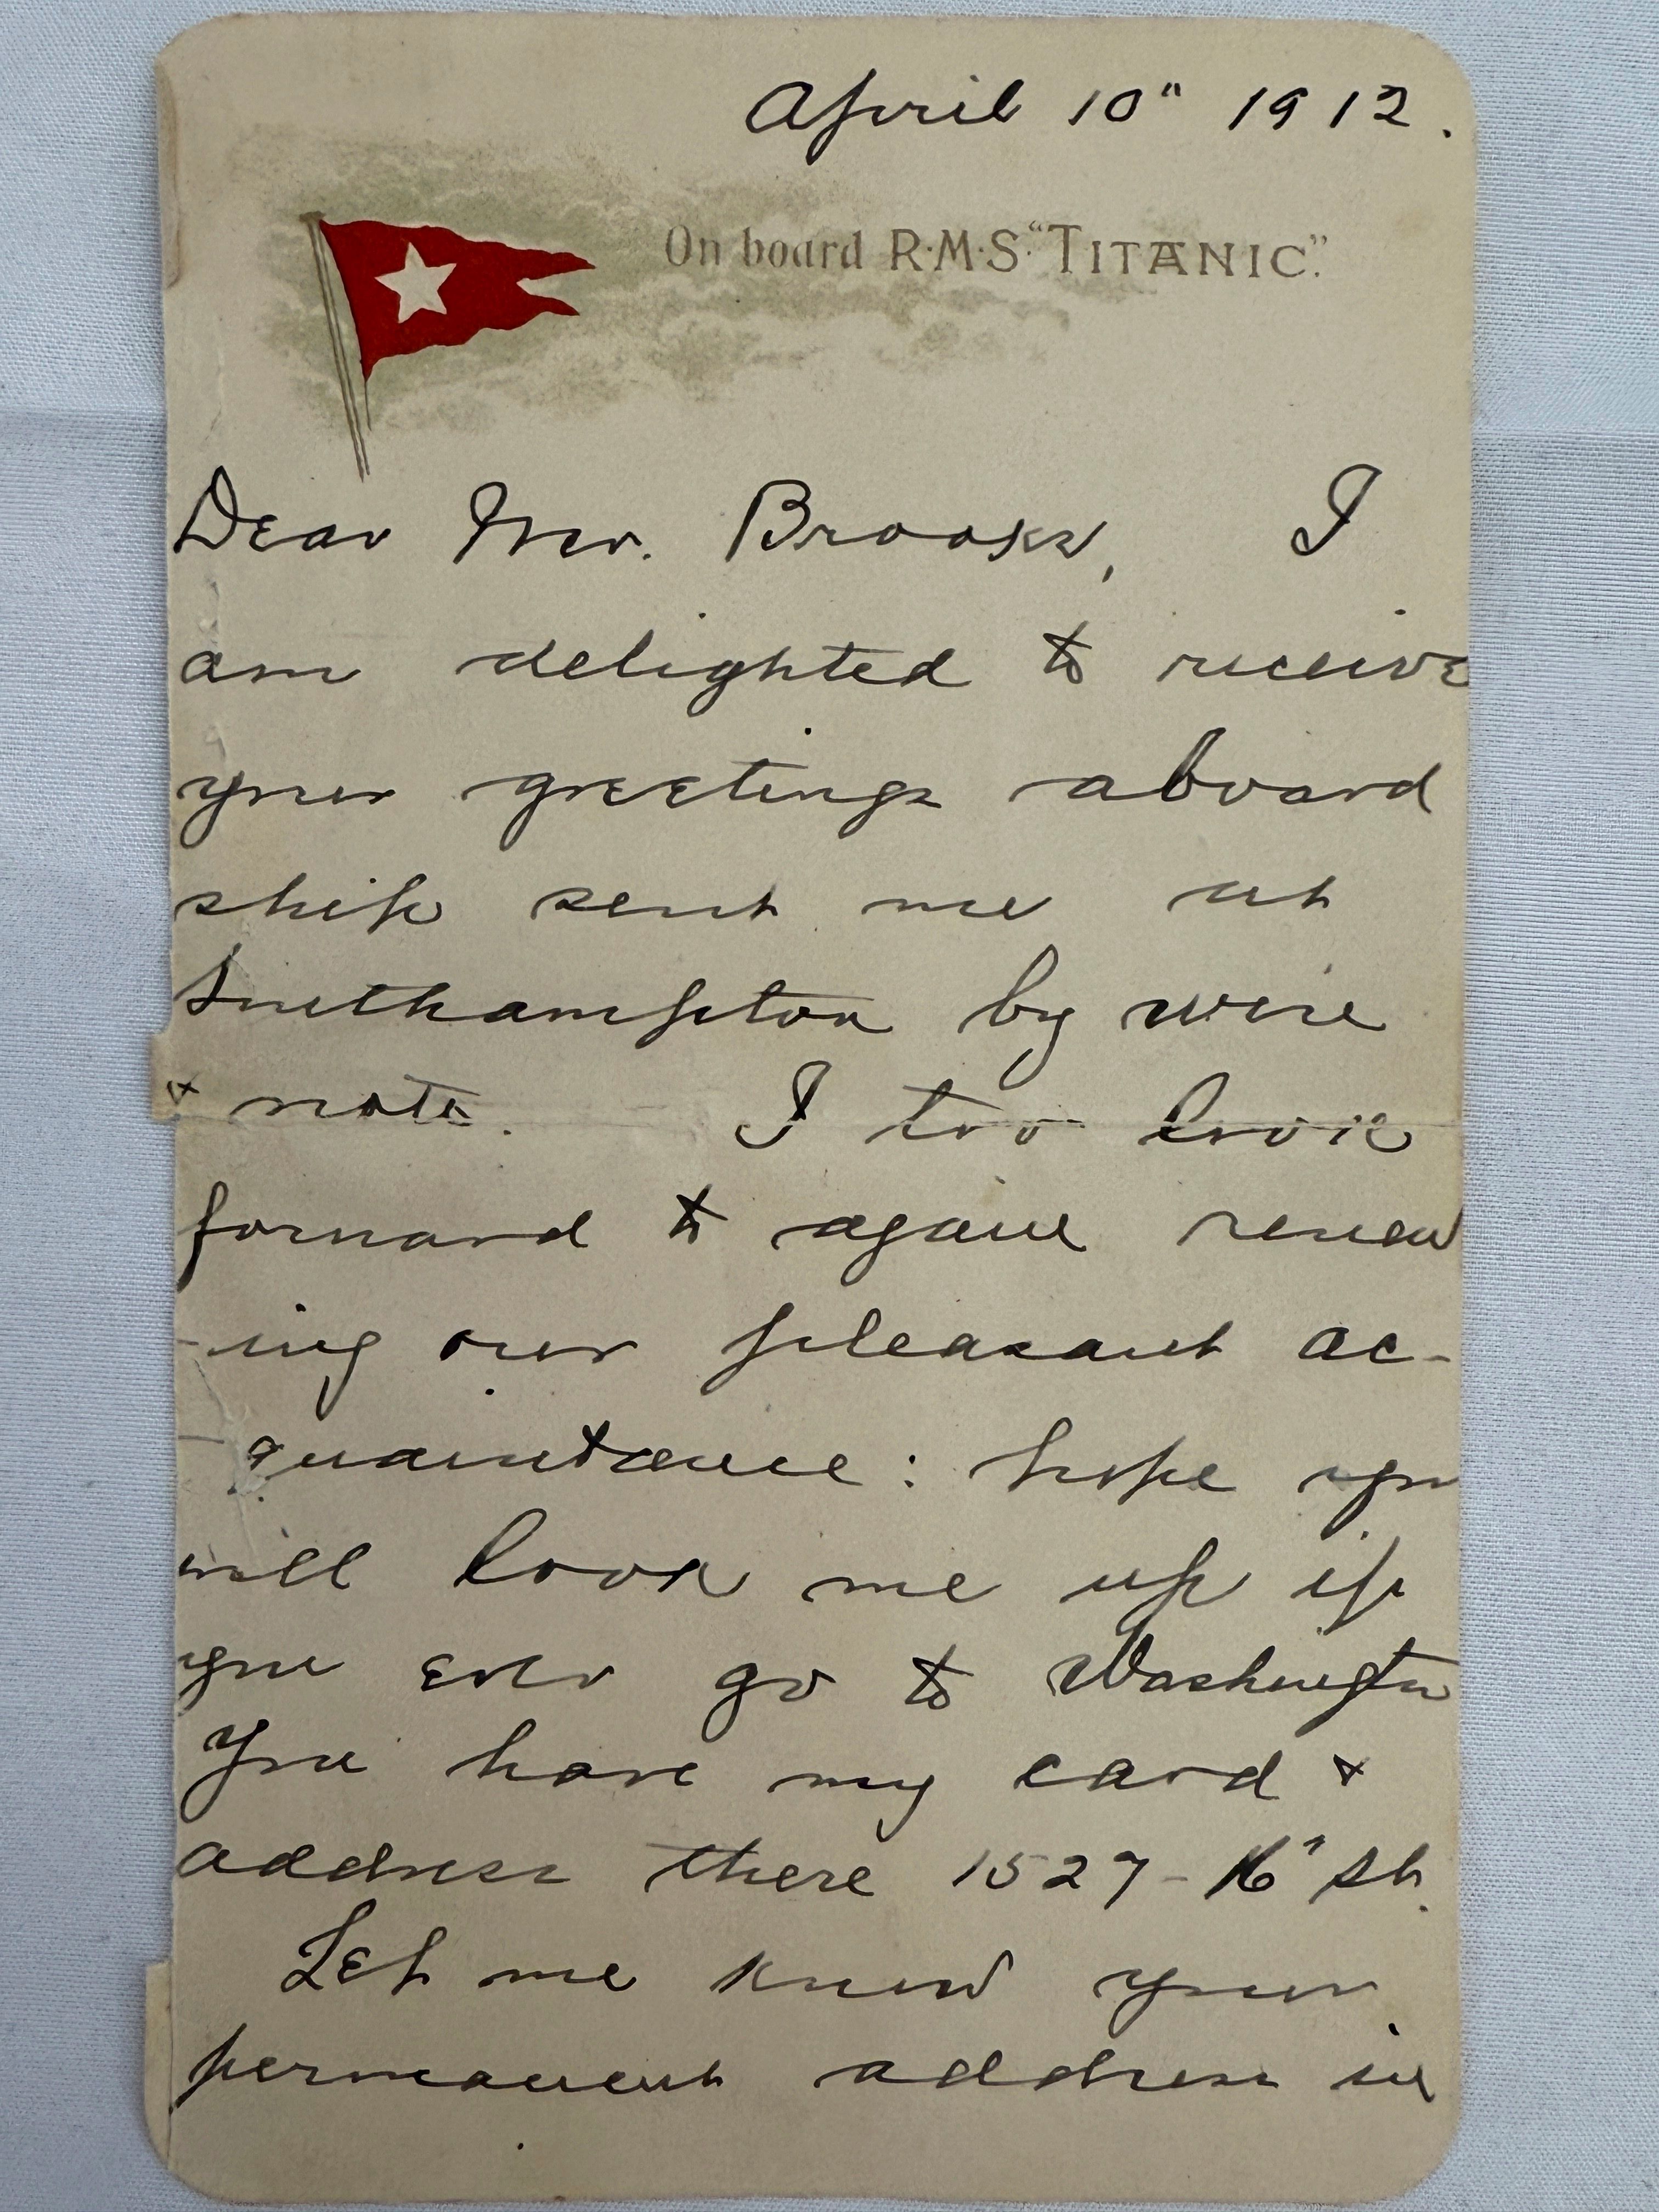 April 10" 1912.
On board R·M·S· "TITANIC".
Dear Mr. Brooks, I
am delighted to receive
your greetings aboard
ship sent me at
Southampton by wire
& note. I too look
forward to again renew
-ing our pleasant ac-
quaintance : hope you
will look me up if
you ever go to Washington
You have my card &
address there 1527-16" St.
Let me know your
permanent address in